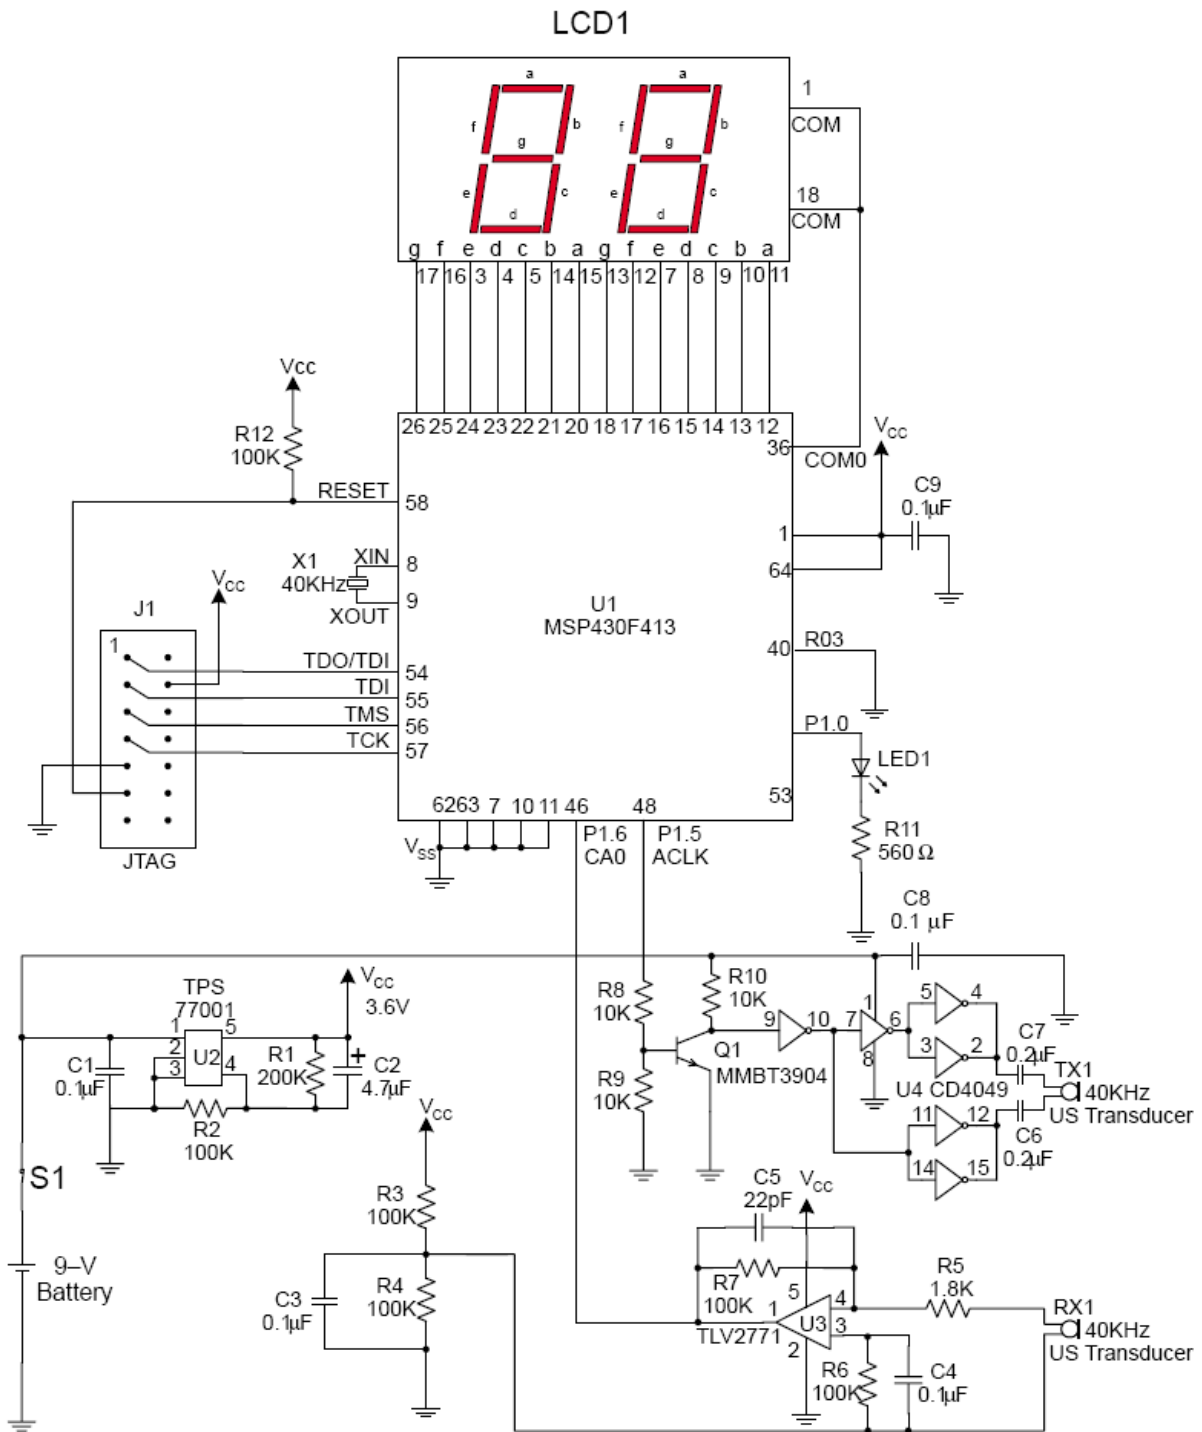 LCD1
a a
f b f b
g g
e c e c
d d
1
COM
18
COM
g f e d c b a g f e d c b a
17 16 3 4 5 14 15 13 12 7 8 9 10 11
26 25 24 23 22 21 20 18 17 16 15 14 13 12
36
COM0
Vcc
R12
100K
RESET
58
VCC
C9
0.1µF
1
64
X1
40KHz
XIN
8
9
XOUT
U1
MSP430F413
VCC
J1
1
TDO/TDI
54
TDI
55
TMS
56
TCK
57
JTAG
40
R03
P1.0
LED1
53
R11
560 Ω
62 63 7 10 11 46 48
VSS
P1.6
CA0
P1.5
ACLK
C8
0.1 µF
TPS
77001
VCC
3.6V
1
2
3
5
4
U2
C1
0.1µF
R1
200K
+
C2
4.7µF
R2
100K
R8
10K
R10
10K
R9
10K
Q1
MMBT3904
9 10
1
7 6
8
5 4
3 2
U4 CD4049
11 12
14 15
C7
0.2µF
TX1
40KHz
US Transducer
C6
0.2µF
S1
9–V
Battery
VCC
R3
100K
R4
100K
C3
0.1µF
C5
22pF
VCC
R7
100K
5
1
4
3
2
U3
TLV2771
R5
1.8K
RX1
40KHz
US Transducer
R6
100K
C4
0.1µF